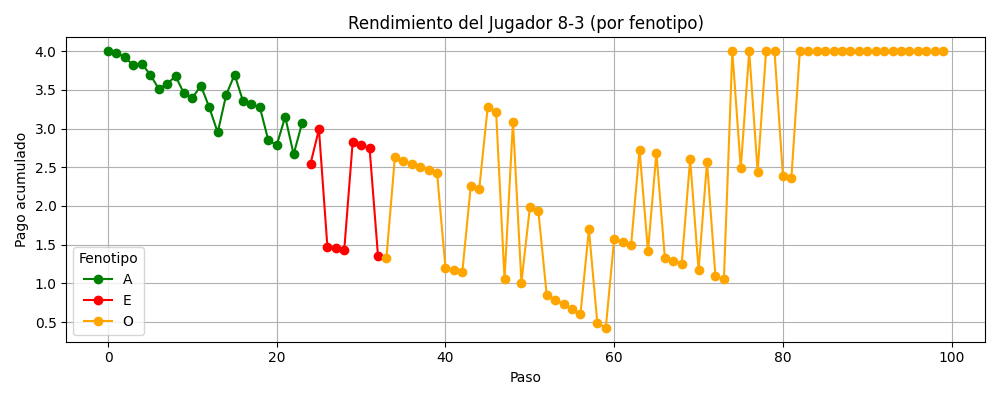 Rendimiento del Jugador 8-3 (por fenotipo)
Pago acumulado
4.0
3.5
3.0
2.5
2.0
1.5
1.0
0.5
Fenotipo
A
E
O
0
20
40
60
80
100
Paso